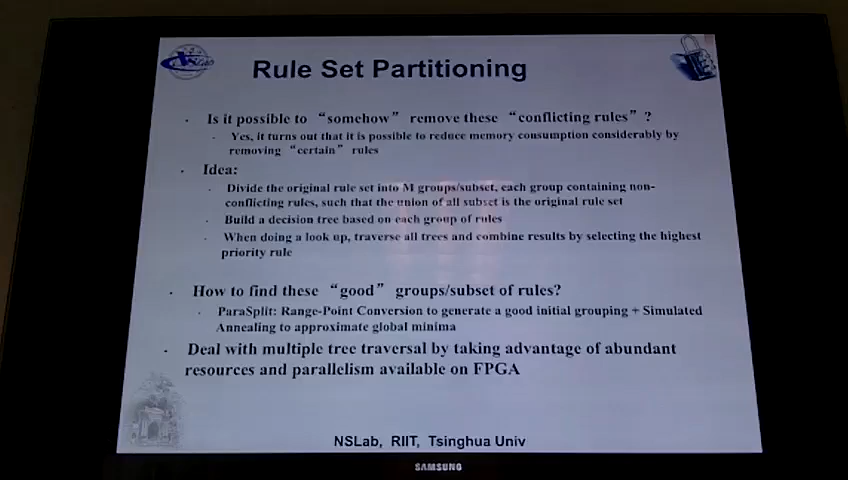 Rule Set Partitioning
Is it possible to “somehow” remove these “conflicting rules” ?
Yes, it turns out that it is possible to reduce memory consumption considerably by
removing “certain” rules
Idea:
Divide the original rule set into M groups/subset, each group containing non-
conflicting rules, such that the union of all subset is the original rule set
Build a decision tree based on each group of rules
When doing a look up, traverse all trees and combine results by selecting the highest
priority rule
How to find these “good” groups/subset of rules?
ParaSplit: Range-Point Conversion to generate a good initial grouping + Simulated
Annealing to approximate global minima
Deal with multiple tree traversal by taking advantage of abundant
resources and parallelism available on FPGA
NSLab, RIIT, Tsinghua Univ
SAMSUNG